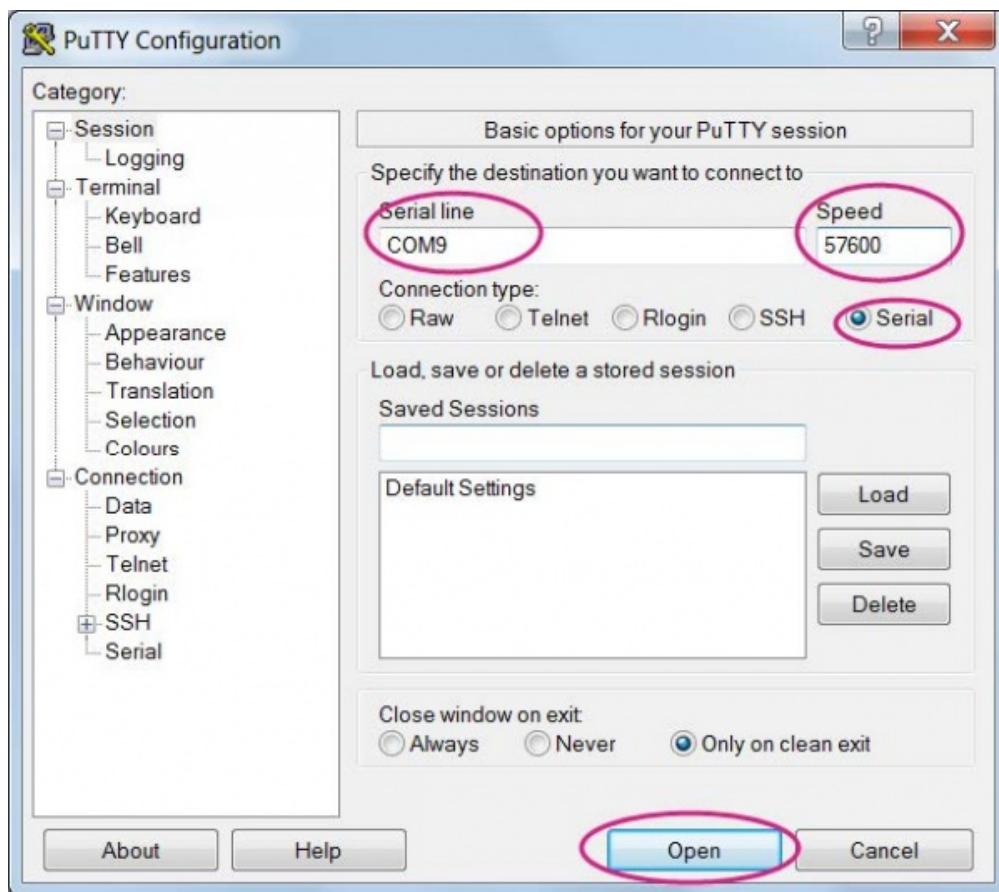 PuTTY Configuration
Category:
Session
Logging
Terminal
Keyboard
Bell
Features
Window
Appearance
Behaviour
Translation
Selection
Colours
Connection
Data
Proxy
Telnet
Rlogin
SSH
Serial
Basic options for your PuTTY session
Specify the destination you want to connect to
Serial line Speed
COM9 57600
Connection type:
Raw Telnet Rlogin SSH Serial
Load, save or delete a stored session
Saved Sessions
Default Settings
Load
Save
Delete
Close window on exit:
Always Never Only on clean exit
About Help Open Cancel